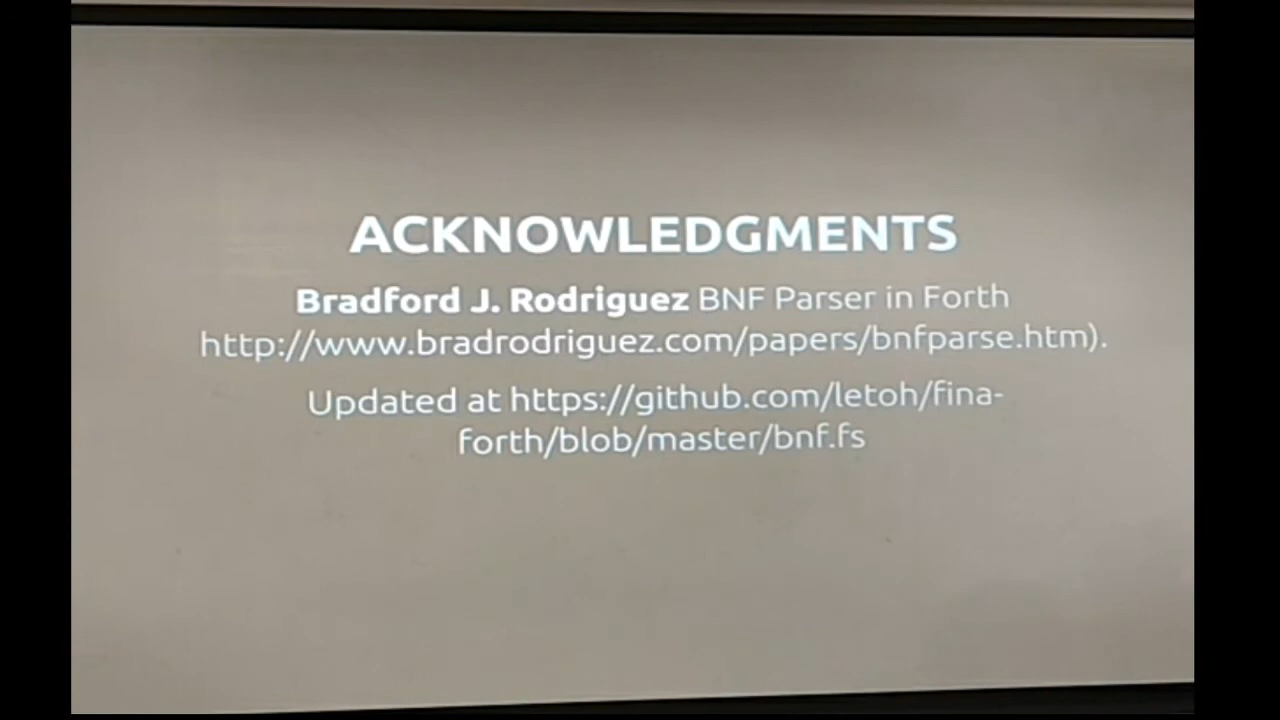 ACKNOWLEDGMENTS
Bradford J. Rodriguez BNF Parser in Forth
http://www.bradrodriguez.com/papers/bnfparse.htm).
Updated at https://github.com/letoh/fina-
forth/blob/master/bnf.fs